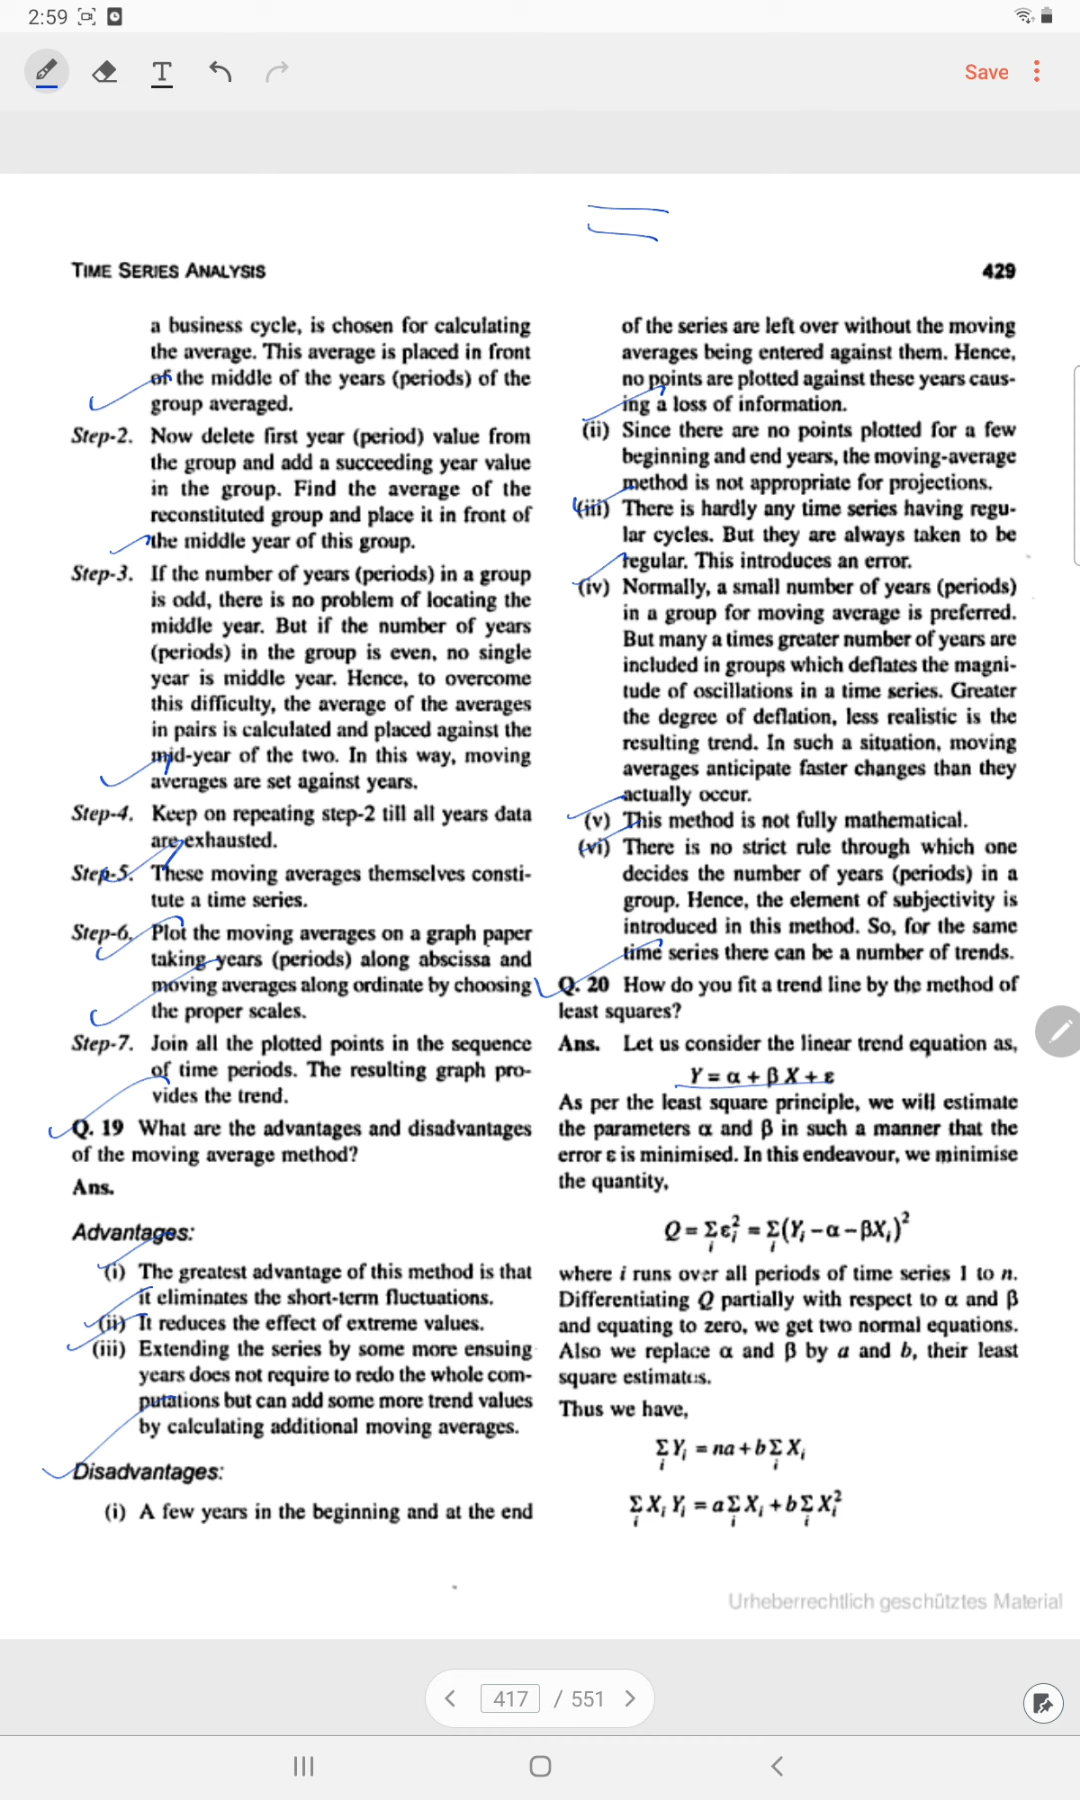 2:59
T
Save
TIME SERIES ANALYSIS
429
a business cycle, is chosen for calculating
the average. This average is placed in front
of the middle of the years (periods) of the
group averaged.
Step-2. Now delete first year (period) value from
the group and add a succeeding year value
in the group. Find the average of the
reconstituted group and place it in front of
the middle year of this group.
Step-3. If the number of years (periods) in a group
is odd, there is no problem of locating the
middle year. But if the number of years
(periods) in the group is even, no single
year is middle year. Hence, to overcome
this difficulty, the average of the averages
in pairs is calculated and placed against the
mid-year of the two. In this way, moving
averages are set against years.
Step-4. Keep on repeating step-2 till all years data
are exhausted.
Step-5. These moving averages themselves consti-
tute a time series.
Step-6. Plot the moving averages on a graph paper
taking years (periods) along abscissa and
moving averages along ordinate by choosing
the proper scales.
Step-7. Join all the plotted points in the sequence
of time periods. The resulting graph pro-
vides the trend.
Q. 19 What are the advantages and disadvantages
of the moving average method?
Ans.
Advantages:
(i) The greatest advantage of this method is that
it eliminates the short-term fluctuations.
(ii) It reduces the effect of extreme values.
(iii) Extending the series by some more ensuing
years does not require to redo the whole com-
putations but can add some more trend values
by calculating additional moving averages.
Disadvantages:
(i) A few years in the beginning and at the end
of the series are left over without the moving
averages being entered against them. Hence,
no points are plotted against these years caus-
ing a loss of information.
(ii) Since there are no points plotted for a few
beginning and end years, the moving-average
method is not appropriate for projections.
(iii) There is hardly any time series having regu-
lar cycles. But they are always taken to be
regular. This introduces an error.
(iv) Normally, a small number of years (periods)
in a group for moving average is preferred.
But many a times greater number of years are
included in groups which deflates the magni-
tude of oscillations in a time series. Greater
the degree of deflation, less realistic is the
resulting trend. In such a situation, moving
averages anticipate faster changes than they
actually occur.
(v) This method is not fully mathematical.
(vi) There is no strict rule through which one
decides the number of years (periods) in a
group. Hence, the element of subjectivity is
introduced in this method. So, for the same
time series there can be a number of trends.
Q. 20 How do you fit a trend line by the method of
least squares?
Ans. Let us consider the linear trend equation as,
Y = α + β X + ε
As per the least square principle, we will estimate
the parameters α and β in such a manner that the
error ε is minimised. In this endeavour, we minimise
the quantity,
Q = Σ_i ε_i² = Σ_i (Y_i – α – βX_i)²
where i runs over all periods of time series 1 to n.
Differentiating Q partially with respect to α and β
and equating to zero, we get two normal equations.
Also we replace α and β by a and b, their least
square estimates.
Thus we have,
Σ_i Y_i = na + b Σ_i X_i
Σ_i X_i Y_i = a Σ_i X_i + b Σ_i X_i²
Urheberrechtlich geschütztes Material
417 / 551